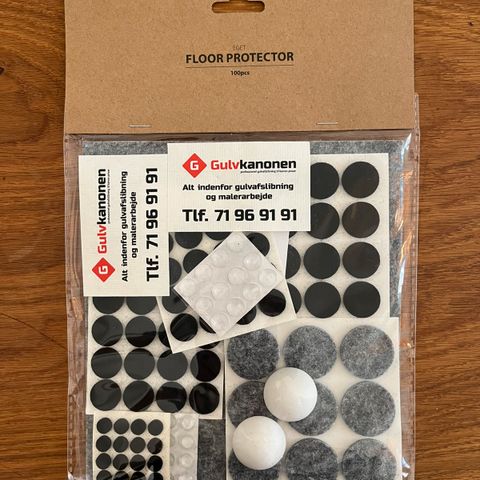 EGET
FLOOR PROTECTOR
100pcs
Gulvkanonen
Alt indenfor gulvafslibning
og malerarbejde
Tlf. 71 96 91 91
Gulvkanonen
Alt indenfor gulvafslibning
og malerarbejde
Tlf. 71 96 91 91